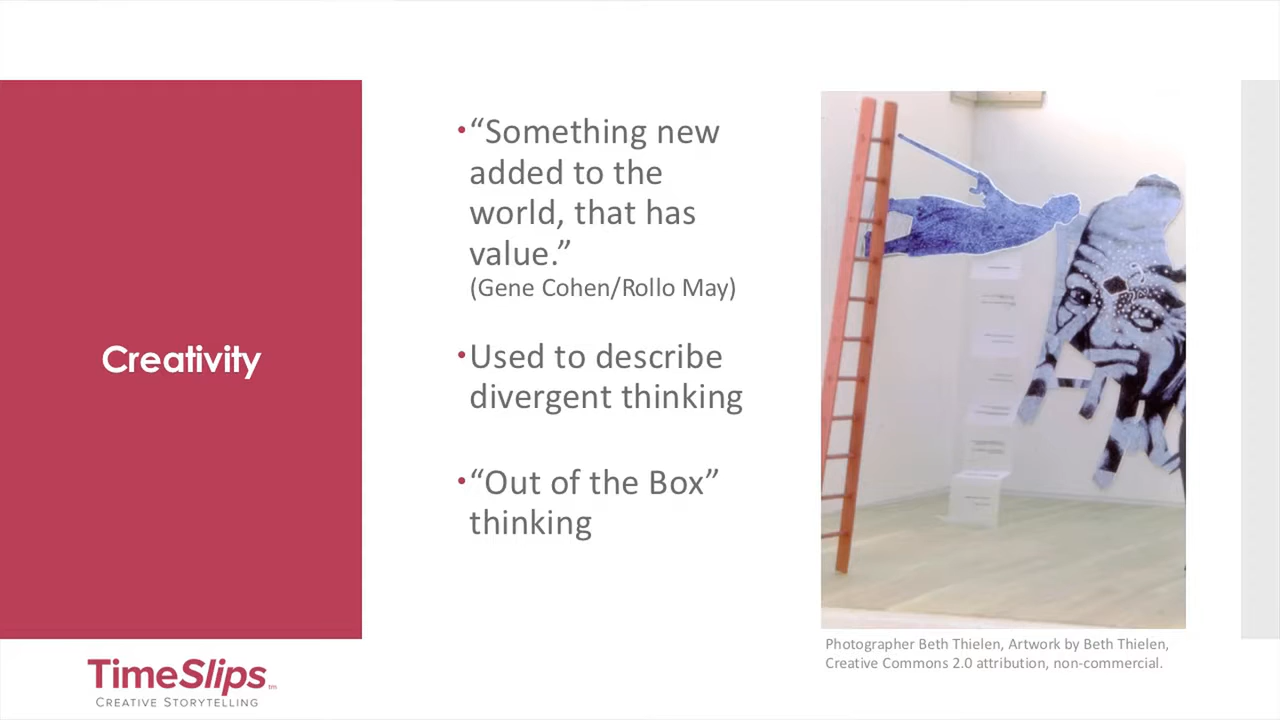 Creativity
•“Something new
added to the
world, that has
value.”
(Gene Cohen/Rollo May)
•Used to describe
divergent thinking
•“Out of the Box”
thinking
Photographer Beth Thielen, Artwork by Beth Thielen,
Creative Commons 2.0 attribution, non-commercial.
TimeSlips™
CREATIVE STORYTELLING